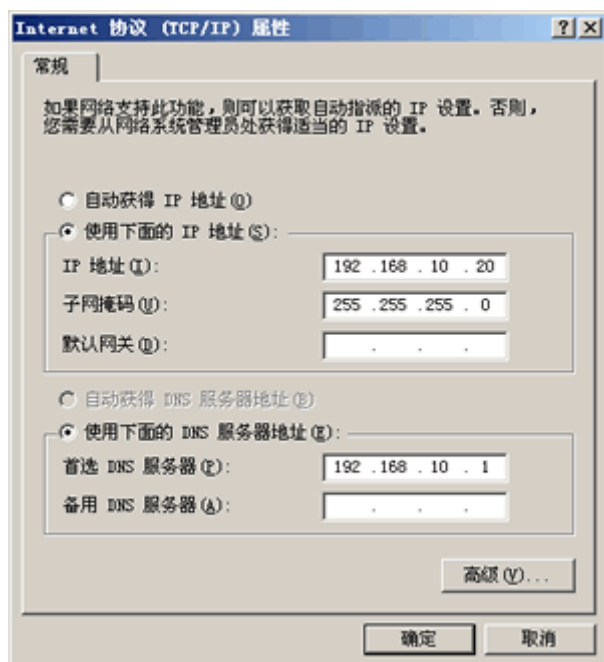 Internet 协议 (TCP/IP) 属性
常规
如果网络支持此功能，则可以获取自动指派的 IP 设置。否则，
您需要从网络系统管理员处获得适当的 IP 设置。
自动获得 IP 地址(O)
使用下面的 IP 地址(S):
IP 地址(I): 192 .168 .10 .20
子网掩码(U): 255 .255 .255 . 0
默认网关(D): . . .
自动获得 DNS 服务器地址(B)
使用下面的 DNS 服务器地址(E):
首选 DNS 服务器(P): 192 .168 .10 . 1
备用 DNS 服务器(A): . . .
高级(V)...
确定 取消